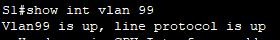 S1#show int vlan 99
Vlan99 is up, line protocol is up